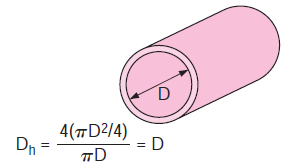 D
Dₕ = 4(πD²/4) / πD = D